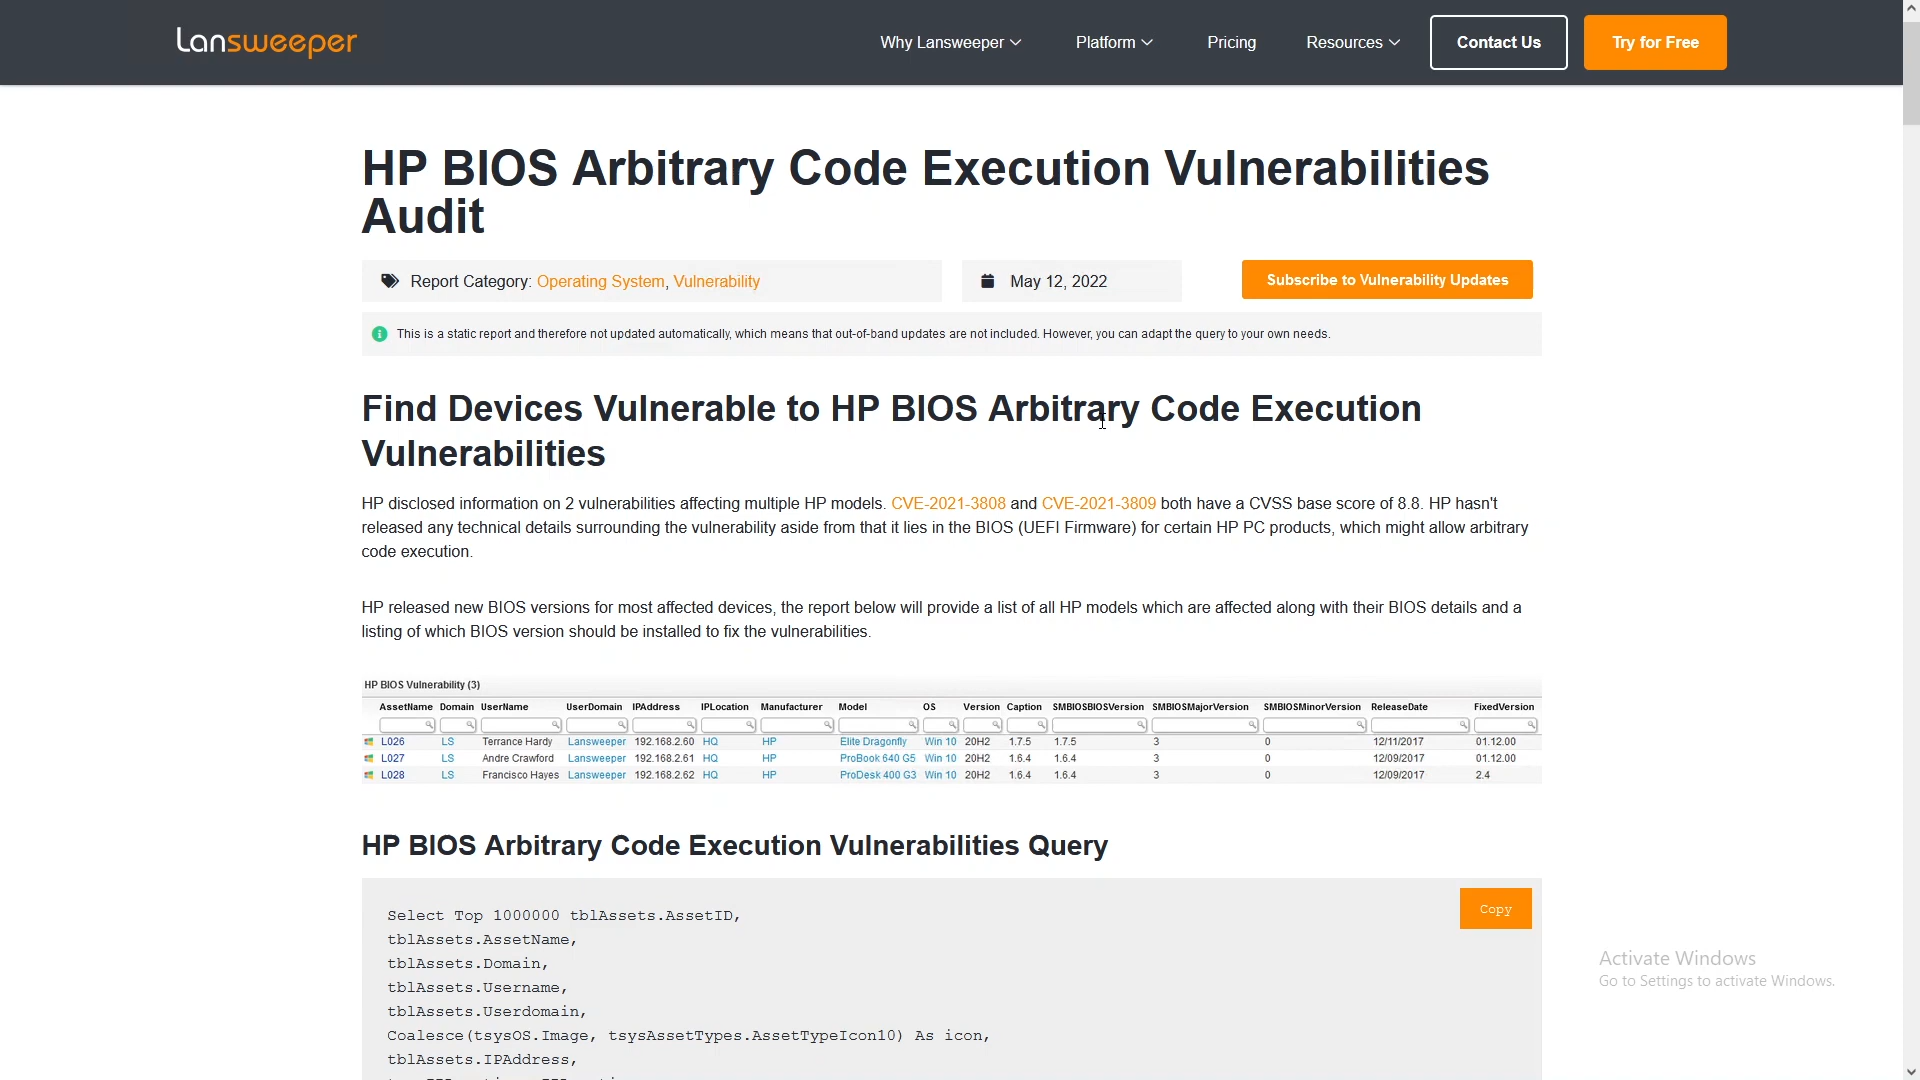 Lansweeper
Why Lansweeper
Platform
Pricing
Resources
Contact Us
Try for Free
HP BIOS Arbitrary Code Execution Vulnerabilities
Audit
Report Category: Operating System, Vulnerability
May 12, 2022
Subscribe to Vulnerability Updates
This is a static report and therefore not updated automatically, which means that out-of-band updates are not included. However, you can adapt the query to your own needs.
Find Devices Vulnerable to HP BIOS Arbitrary Code Execution
Vulnerabilities
HP disclosed information on 2 vulnerabilities affecting multiple HP models. CVE-2021-3808 and CVE-2021-3809 both have a CVSS base score of 8.8. HP hasn't
released any technical details surrounding the vulnerability aside from that it lies in the BIOS (UEFI Firmware) for certain HP PC products, which might allow arbitrary
code execution.
HP released new BIOS versions for most affected devices, the report below will provide a list of all HP models which are affected along with their BIOS details and a
listing of which BIOS version should be installed to fix the vulnerabilities.
HP BIOS Vulnerability (3)
AssetName Domain UserName UserDomain IPAddress IPLocation Manufacturer Model OS Version Caption SMBIOSBIOSVersion SMBIOSMajorVersion SMBIOSMinorVersion ReleaseDate FixedVersion
L026 LS Terrance Hardy Lansweeper 192.168.2.60 HQ HP Elite Dragonfly Win 10 20H2 1.7.5 1.7.5 3 0 12/11/2017 01.12.00
L027 LS Andre Crawford Lansweeper 192.168.2.61 HQ HP ProBook 640 G5 Win 10 20H2 1.6.4 1.6.4 3 0 12/09/2017 01.12.00
L028 LS Francisco Hayes Lansweeper 192.168.2.62 HQ HP ProDesk 400 G3 Win 10 20H2 1.6.4 1.6.4 3 0 12/09/2017 2.4
HP BIOS Arbitrary Code Execution Vulnerabilities Query
Copy
Select Top 1000000 tblAssets.AssetID,
tblAssets.AssetName,
tblAssets.Domain,
tblAssets.Username,
tblAssets.Userdomain,
Coalesce(tsysOS.Image, tsysAssetTypes.AssetTypeIcon10) As icon,
tblAssets.IPAddress,
Activate Windows
Go to Settings to activate Windows.